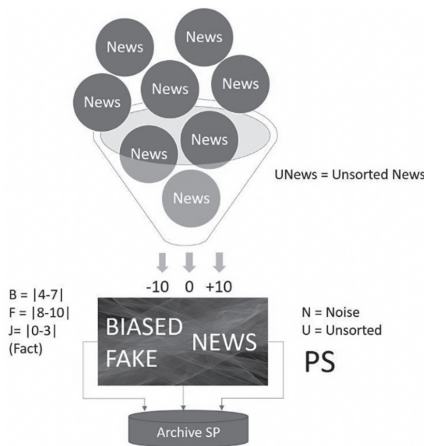 News
News
News
News
News
News
News
News
UNews = Unsorted News
-10 0 +10
B = |4-7|
F = |8-10|
J= |0-3|
(Fact)
BIASED
FAKE
NEWS
N = Noise
U = Unsorted
PS
Archive SP